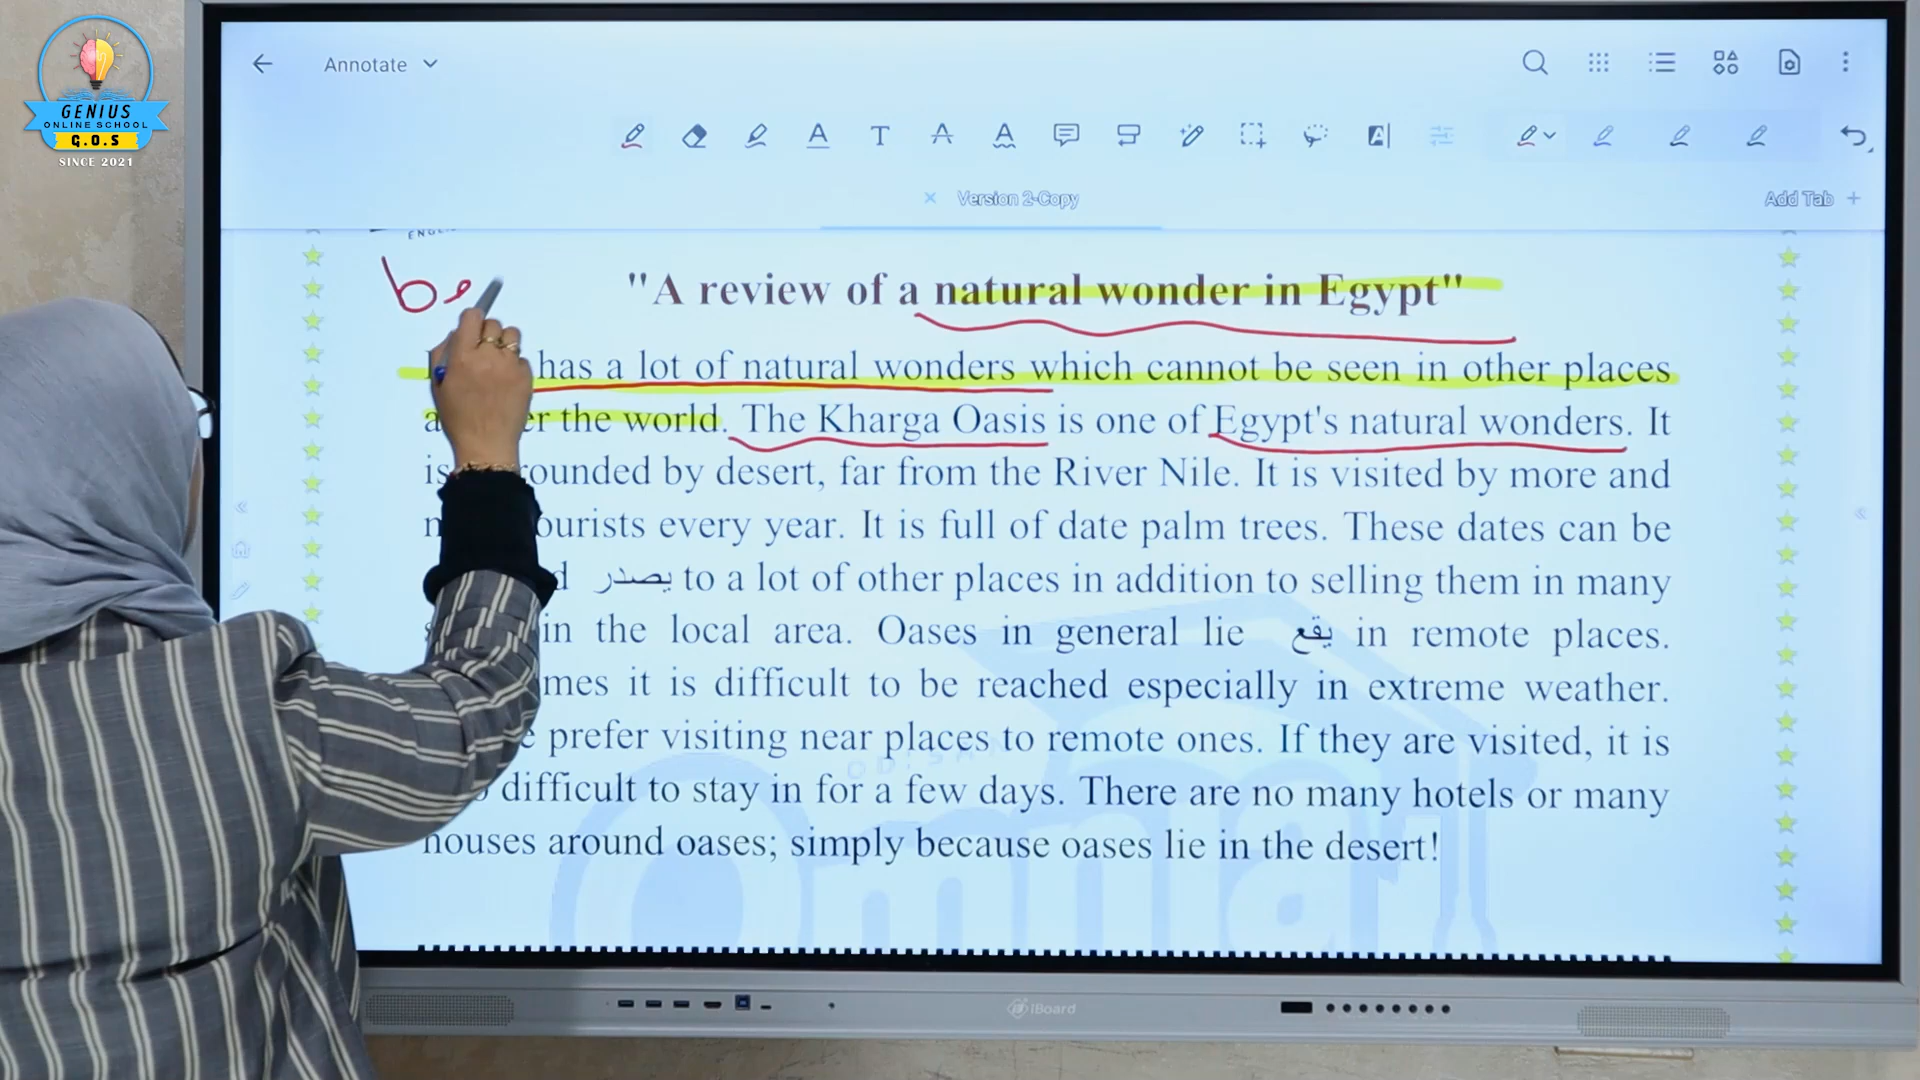 GENIUS
ONLINE SCHOOL
G.O.S
SINCE 2021
Annotate
Version 2-Copy
Add Tab +
be
"A review of a natural wonder in Egypt"
has a lot of natural wonders which cannot be seen in other places
the world. The Kharga Oasis is one of Egypt's natural wonders. It
is by desert, far from the River Nile. It is visited by more and
every year. It is full of date palm trees. These dates can be
يصدر to a lot of other places in addition to selling them in many
in the local area. Oases in general lie يقع in remote places.
it is difficult to be reached especially in extreme weather.
prefer visiting near places to remote ones. If they are visited, it is
difficult to stay in for a few days. There are no many hotels or many
houses around oases; simply because oases lie in the desert!
iBoard